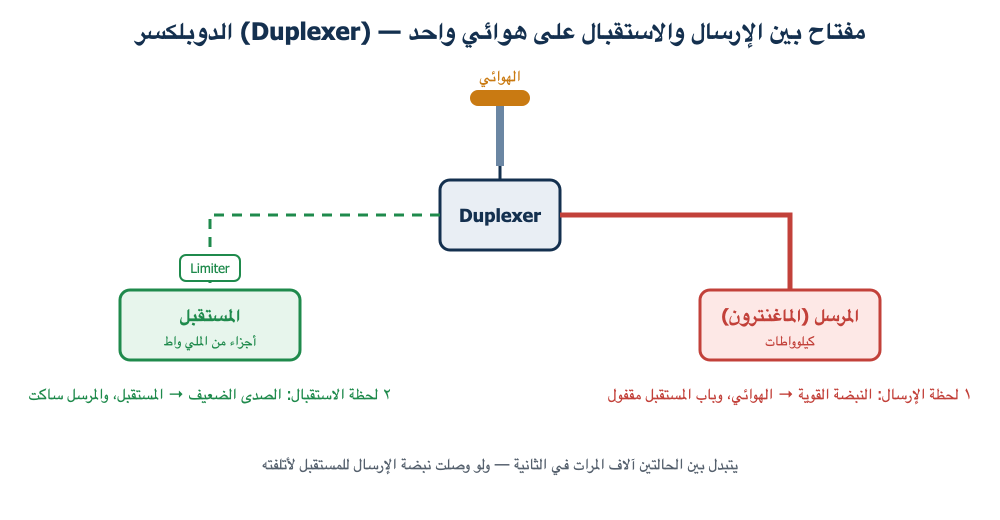 مفتاح بين الإرسال والاستقبال على هوائي واحد — (Duplexer) الدوبلكسر
الهوائي
Duplexer
Limiter
المرسل (الماغنترون)
كيلوواطات
المستقبل
أجزاء من الملي واط
١ لحظة الإرسال: النبضة القوية → الهوائي، وباب المستقبل مقفول
٢ لحظة الاستقبال: الصدى الضعيف → المستقبل، والمرسل ساكت
يتبدل بين الحالتين آلاف المرات في الثانية — ولو وصلت نبضة الإرسال للمستقبل لأتلفته